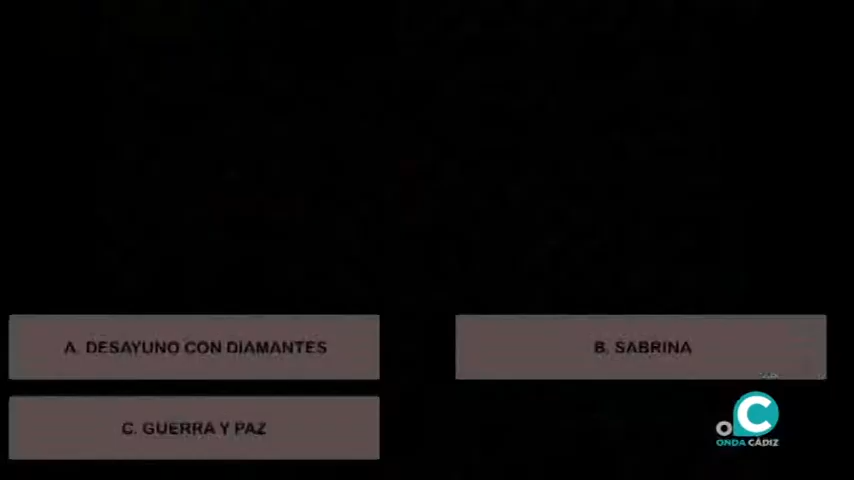 A. DESAYUNO CON DIAMANTES
B. SABRINA
C. GUERRA Y PAZ
ONDA CÁDIZ